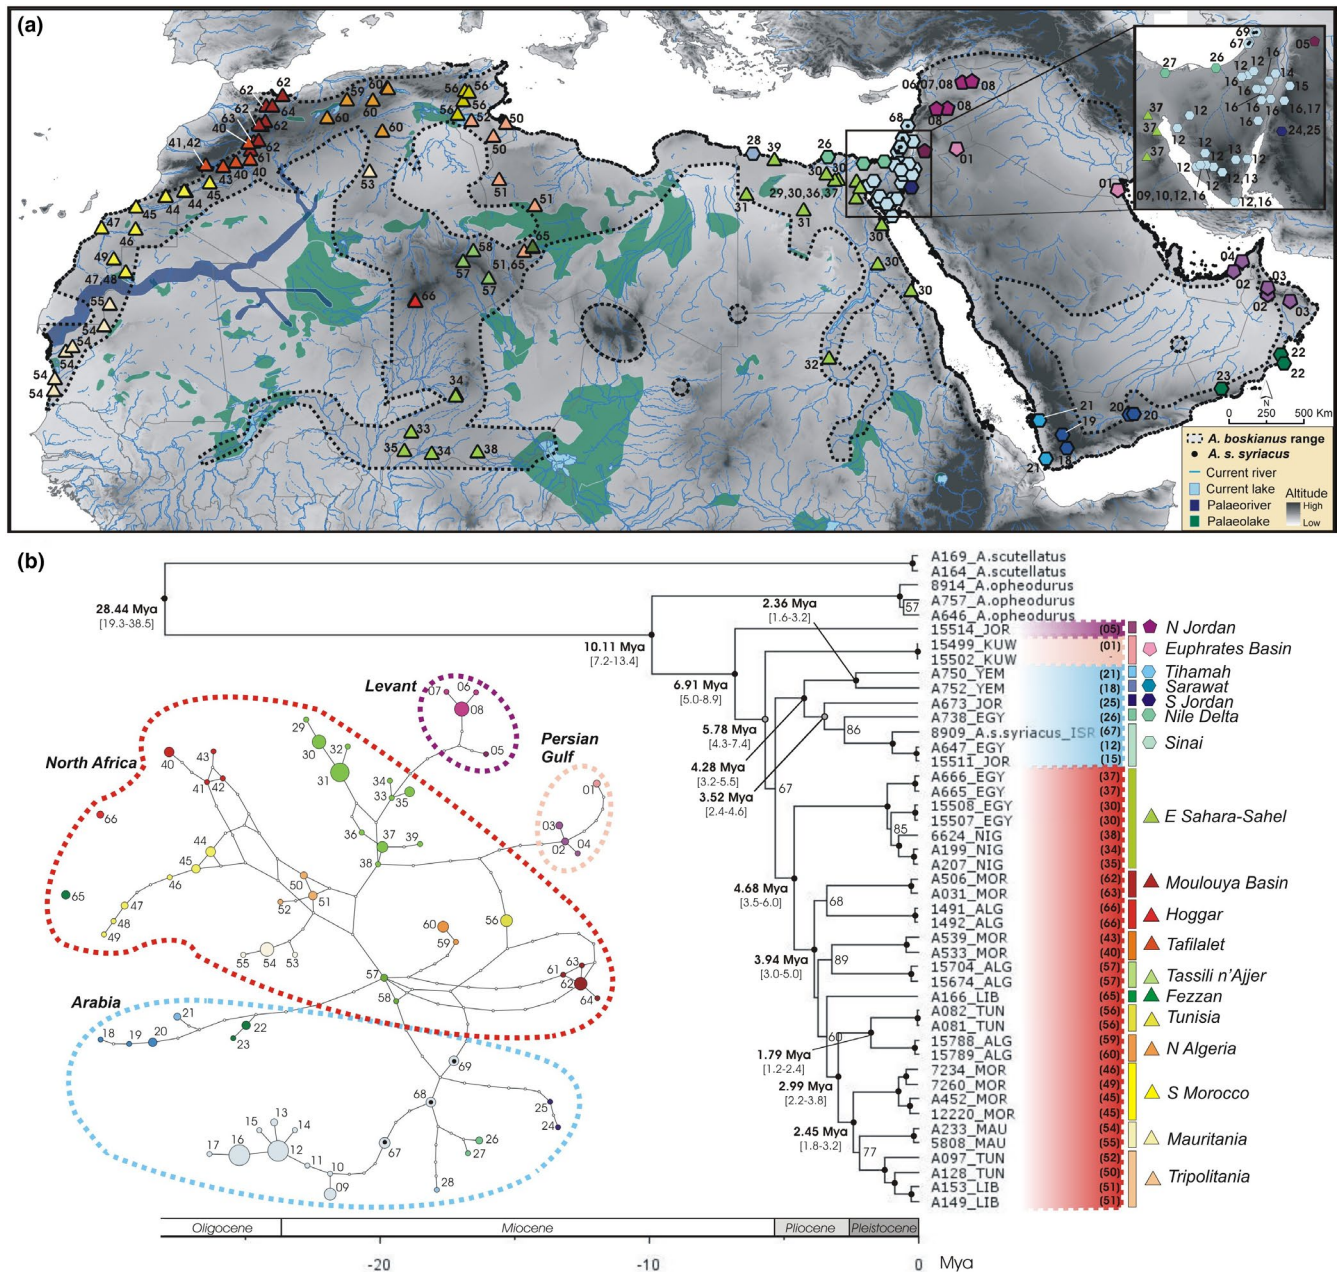 (a)
62
62
62
63
64
40
62
62
41,42
61
43
40
40
45
44
44
45
47
46
49
47,48
55
54
54
54
54
59
60
60
60
60
53
56
56
56
56
52
50
50
51
51
65
51,65
58
57
57
66
34
33
35
34
38
28
39
26
30
30
29,30,36,37
31
31
30
30
30
32
68
06,07,08
08
08
08
01
01
04
02
03
02
03
22
22
23
21
19
20
20
18
21
69
67
05
27
26
16
12
12
14
16
15
16
16
16
16,17
37
12
16
24,25
37
12
37
12
12
12
12
12
12,13
09,10,12,16
12
12,16
N
0
250
500 Km
A. boskianus range
A. s. syriacus
Current river
Current lake
Palaeoriver
Palaeolake
Altitude
High
Low
(b)
North Africa
Levant
Persian
Gulf
Arabia
07
06
08
05
01
03
02
04
29
30
32
31
34
33
35
36
37
39
38
40
43
41
42
66
44
45
46
47
48
49
65
50
51
52
55
54
53
60
59
56
57
58
61
63
62
64
18
19
20
21
22
23
69
68
25
24
67
26
27
28
17
16
15
13
14
12
11
10
09
28.44 Mya
[19.3-38.5]
10.11 Mya
[7.2-13.4]
6.91 Mya
[5.0-8.9]
5.78 Mya
[4.3-7.4]
2.36 Mya
[1.6-3.2]
4.28 Mya
[3.2-5.5]
3.52 Mya
[2.4-4.6]
4.68 Mya
[3.5-6.0]
3.94 Mya
[3.0-5.0]
1.79 Mya
[1.2-2.4]
2.99 Mya
[2.2-3.8]
2.45 Mya
[1.8-3.2]
57
86
67
85
68
89
60
77
A169_A.scutellatus
A164_A.scutellatus
8914_A.opheodurus
A757_A.opheodurus
A646_A.opheodurus
15514_JOR (05)
15499_KUW (01)
15502_KUW -
A750_YEM (21)
A752_YEM (18)
A673_JOR (25)
A738_EGY (26)
8909_A.s.syriacus_ISR (67)
A647_EGY (12)
15511_JOR (15)
A666_EGY (37)
A665_EGY (37)
15508_EGY (30)
15507_EGY (30)
6624_NIG (38)
A199_NIG (34)
A207_NIG (35)
A506_MOR (62)
A031_MOR (63)
1491_ALG (66)
1492_ALG (66)
A539_MOR (43)
A533_MOR (40)
15704_ALG (57)
15674_ALG (57)
A166_LIB (65)
A082_TUN (56)
A081_TUN (56)
15788_ALG (59)
15789_ALG (60)
7234_MOR (46)
7260_MOR (49)
A452_MOR (45)
12220_MOR (45)
A233_MAU (54)
5808_MAU (55)
A097_TUN (52)
A128_TUN (50)
A153_LIB (51)
A149_LIB (51)
N Jordan
Euphrates Basin
Tihamah
Sarawat
S Jordan
Nile Delta
Sinai
E Sahara-Sahel
Moulouya Basin
Hoggar
Tafilalet
Tassili n'Ajjer
Fezzan
Tunisia
N Algeria
S Morocco
Mauritania
Tripolitania
Oligocene
Miocene
Pliocene
Pleistocene
-20
-10
0
Mya